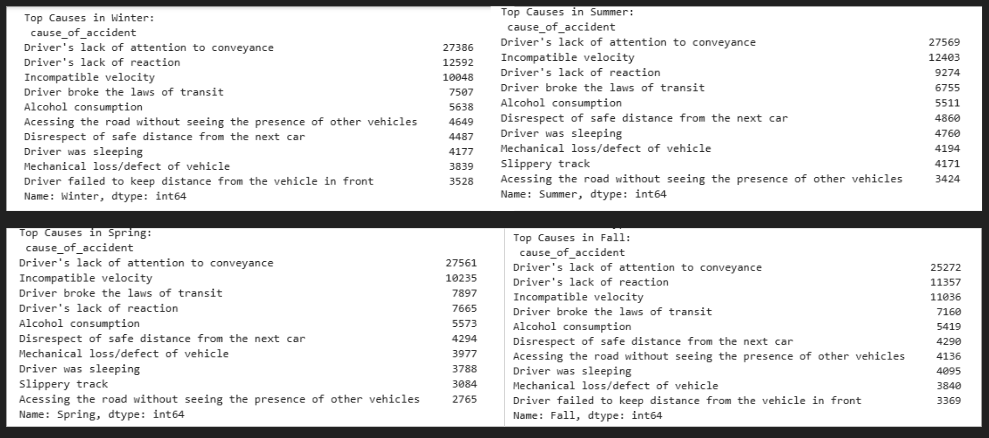 Top Causes in Winter:
cause_of_accident
Driver's lack of attention to conveyance 27386
Driver's lack of reaction 12592
Incompatible velocity 10048
Driver broke the laws of transit 7507
Alcohol consumption 5638
Acessing the road without seeing the presence of other vehicles 4649
Disrespect of safe distance from the next car 4487
Driver was sleeping 4177
Mechanical loss/defect of vehicle 3839
Driver failed to keep distance from the vehicle in front 3528
Name: Winter, dtype: int64
Top Causes in Summer:
cause_of_accident
Driver's lack of attention to conveyance 27569
Incompatible velocity 12403
Driver's lack of reaction 9274
Driver broke the laws of transit 6755
Alcohol consumption 5511
Disrespect of safe distance from the next car 4860
Driver was sleeping 4760
Mechanical loss/defect of vehicle 4194
Slippery track 4171
Acessing the road without seeing the presence of other vehicles 3424
Name: Summer, dtype: int64
Top Causes in Spring:
cause_of_accident
Driver's lack of attention to conveyance 27561
Incompatible velocity 10235
Driver broke the laws of transit 7897
Driver's lack of reaction 7665
Alcohol consumption 5573
Disrespect of safe distance from the next car 4294
Mechanical loss/defect of vehicle 3977
Driver was sleeping 3788
Slippery track 3084
Acessing the road without seeing the presence of other vehicles 2765
Name: Spring, dtype: int64
Top Causes in Fall:
cause_of_accident
Driver's lack of attention to conveyance 25272
Driver's lack of reaction 11357
Incompatible velocity 11036
Driver broke the laws of transit 7160
Alcohol consumption 5419
Disrespect of safe distance from the next car 4290
Acessing the road without seeing the presence of other vehicles 4136
Driver was sleeping 4095
Mechanical loss/defect of vehicle 3840
Driver failed to keep distance from the vehicle in front 3369
Name: Fall, dtype: int64